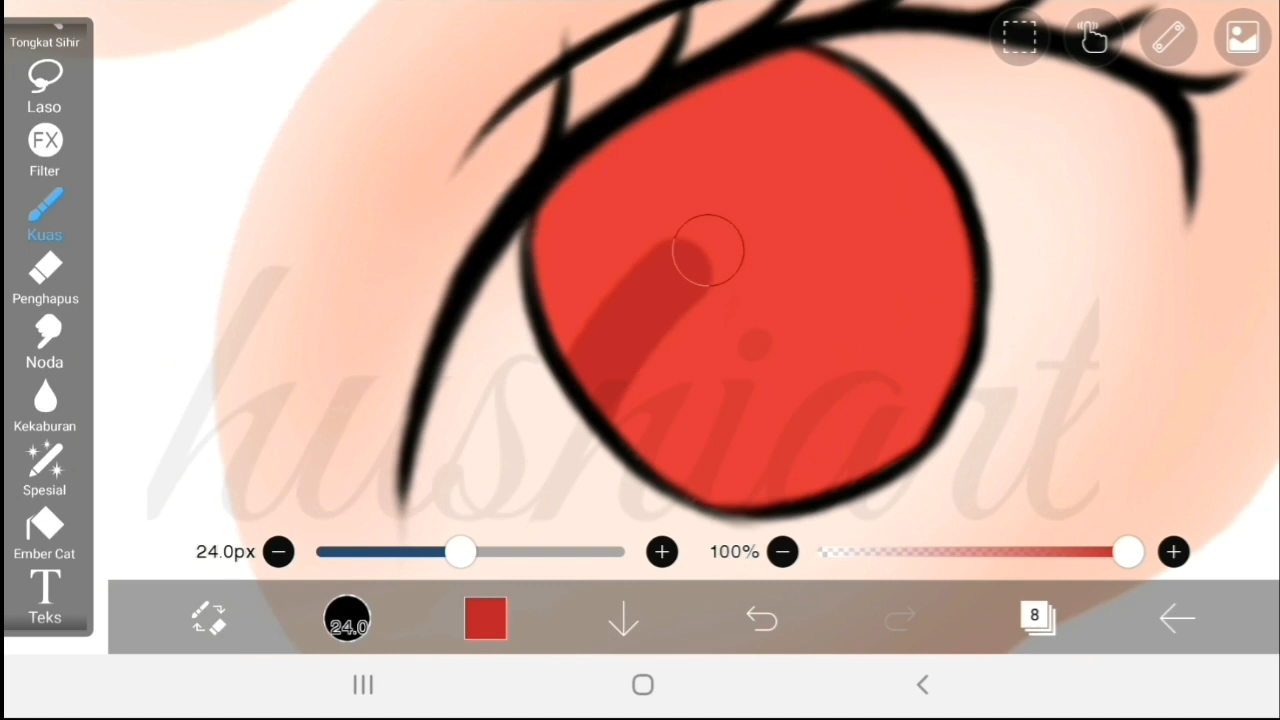 Tongkat Sihir
Laso
FX
Filter
Kuas
Penghapus
Noda
Kekaburan
Spesial
Ember Cat
T
Teks
hushiart
24.0px
100%
24.0
8